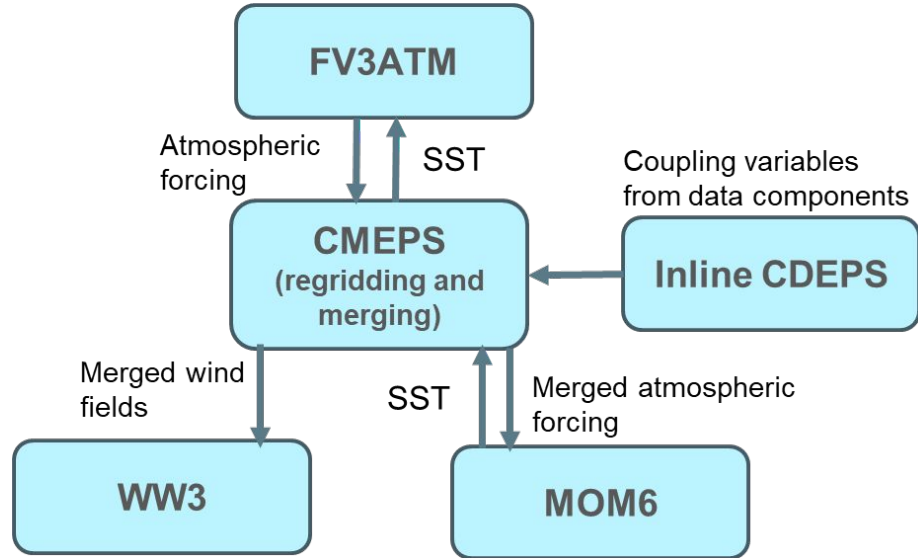 FV3ATM
Atmospheric
forcing
SST
Coupling variables
from data components
CMEPS
(regridding and
merging)
Inline CDEPS
Merged wind
fields
SST
Merged atmospheric
forcing
WW3
MOM6